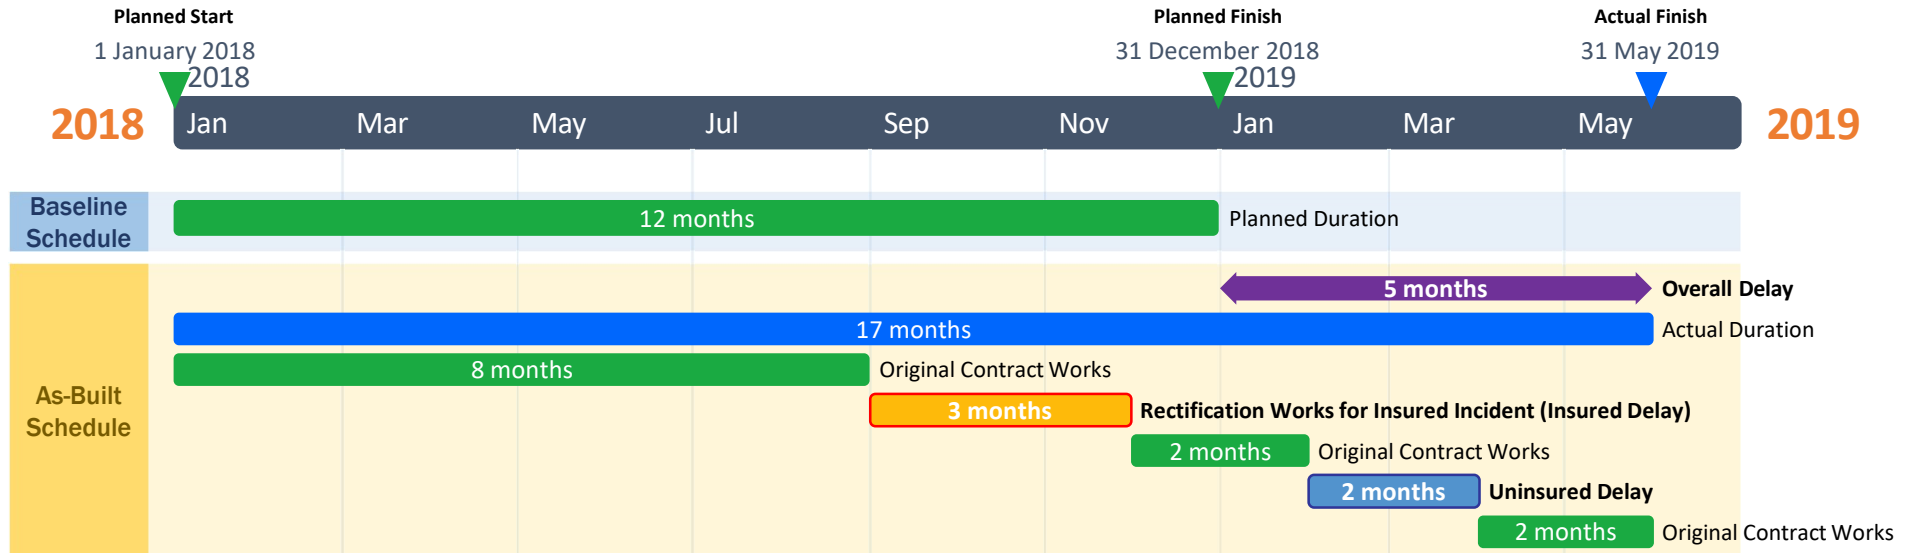 Planned Start
1 January 2018
Planned Finish
31 December 2018
Actual Finish
31 May 2019
2018
2019
2018
Jan
Mar
May
Jul
Sep
Nov
Jan
Mar
May
2019
Baseline
Schedule
12 months
Planned Duration
As-Built
Schedule
5 months
Overall Delay
17 months
Actual Duration
8 months
Original Contract Works
3 months
Rectification Works for Insured Incident (Insured Delay)
2 months
Original Contract Works
2 months
Uninsured Delay
2 months
Original Contract Works